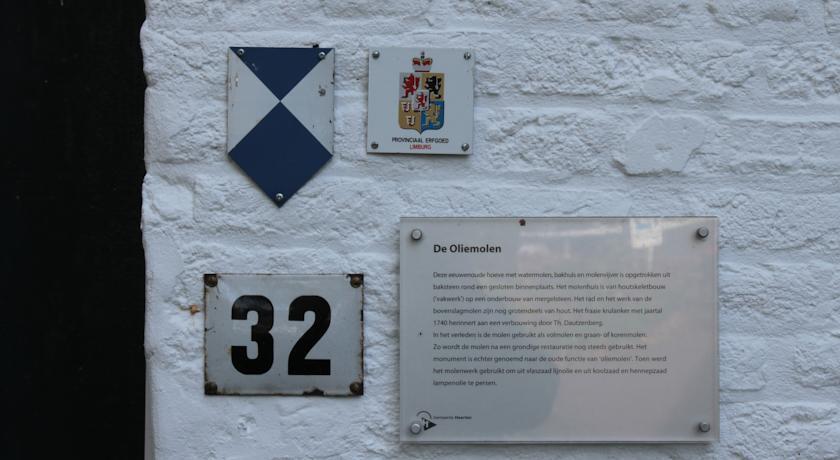 PROVINCIAAL ERFGOED
LIMBURG
De Oliemolen
Deze eeuwenoude hoeve met watermolen, bakhuis en molenvijver is opgetrokken uit
baksteen rond een gesloten binnenplaats. Het molenhuis is van houtskeletbouw
('vakwerk') op een onderbouw van mergelsteen. Het rad en het werk van de
bovenslagmolen zijn nog grotendeels van hout. Het fraaie krulanker met jaartal
1740 herinnert aan een verbouwing door Th. Dautzenberg.
In het verleden is de molen gebruikt als volmolen en graan- of korenmolen.
Zo wordt de molen na een grondige restauratie nog steeds gebruikt. Het
monument is echter genoemd naar de oude functie van 'oliemolen'. Toen werd
het molenwerk gebruikt om uit vlaszaad lijnolie en uit koolzaad en hennepzaad
lampenolie te persen.
Gemeente Heerlen
32